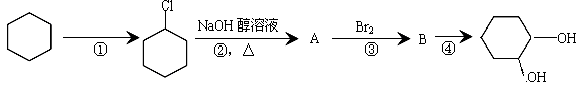 Cl
NaOH 醇溶液
Br₂
①
②，△
A
③
B
④
OH
.OH